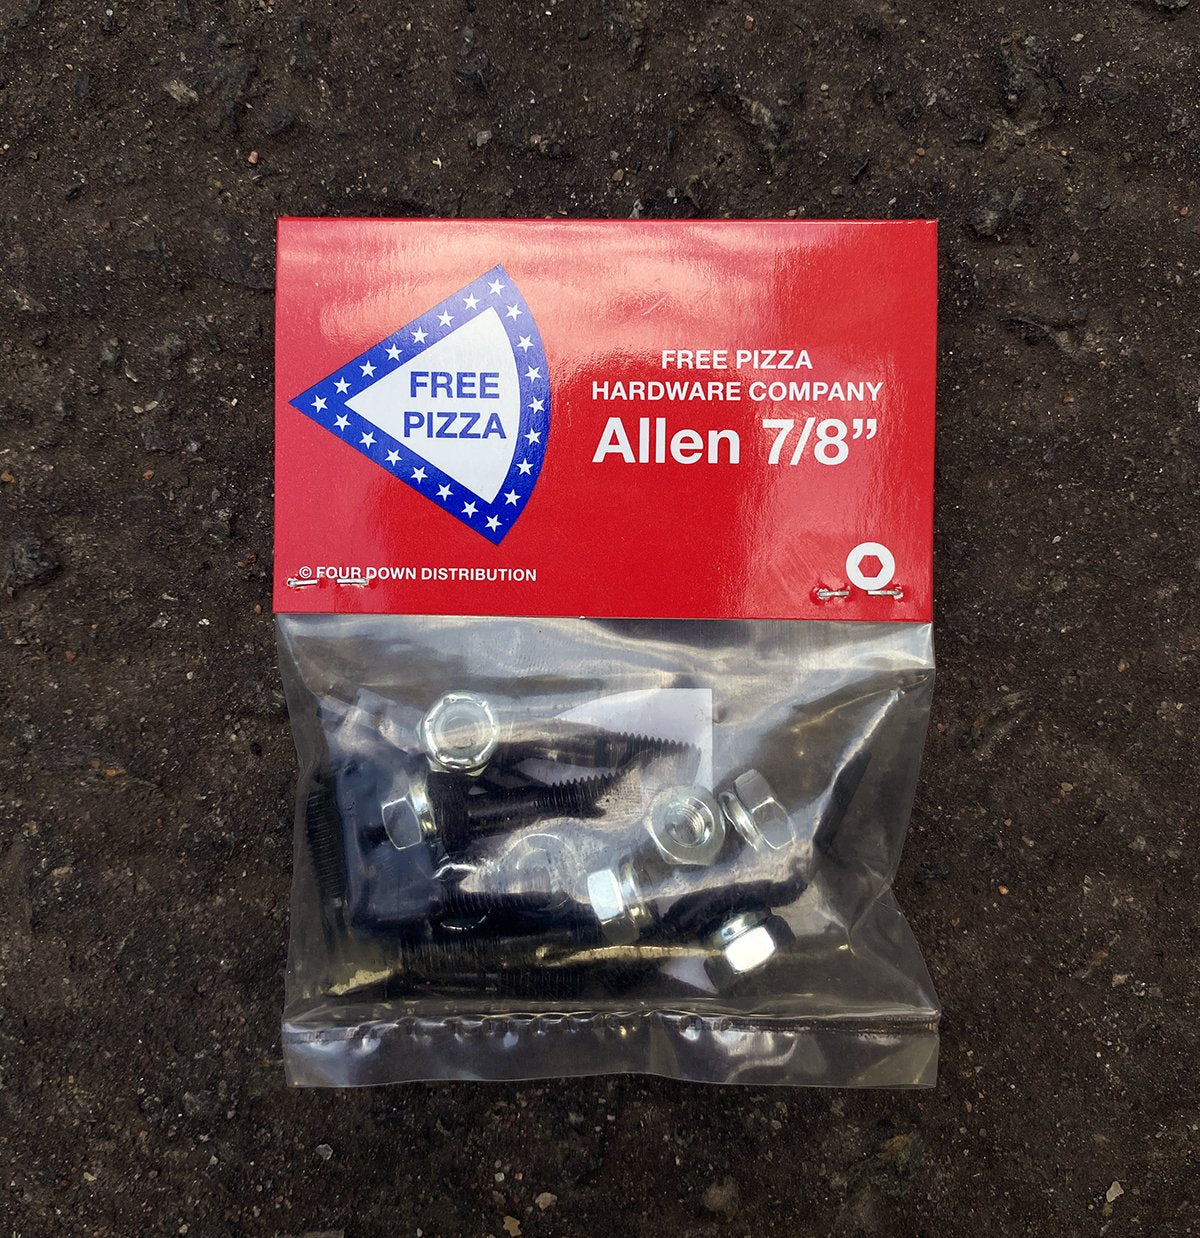 FREE
PIZZA
FREE PIZZA
HARDWARE COMPANY
Allen 7/8”
© FOUR DOWN DISTRIBUTION